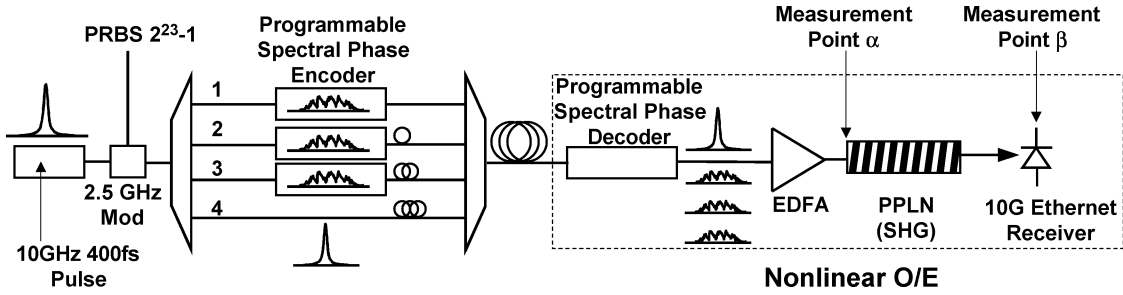 PRBS 2²³-1
Programmable
Spectral Phase
Encoder
1
2
3
4
2.5 GHz
Mod
10GHz 400fs
Pulse
Programmable
Spectral Phase
Decoder
Measurement
Point α
Measurement
Point β
EDFA
PPLN
(SHG)
10G Ethernet
Receiver
Nonlinear O/E